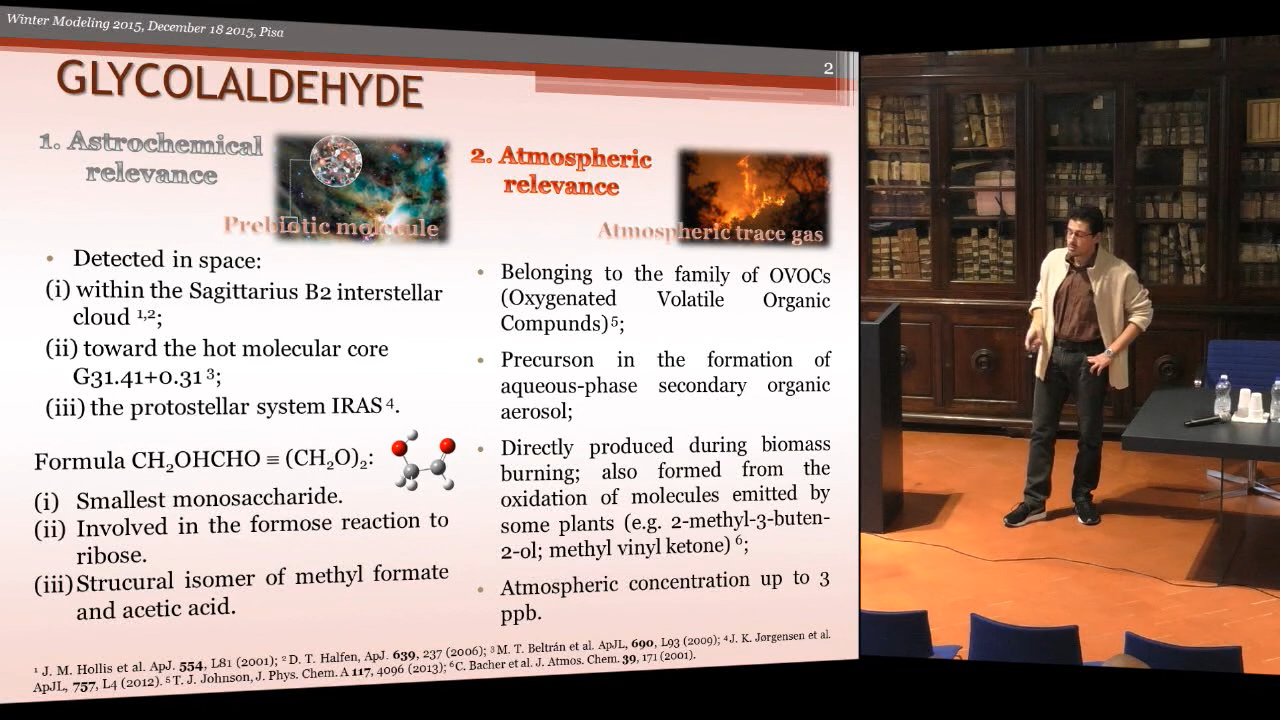 Winter Modeling 2015, December 18 2015, Pisa
2
GLYCOLALDEHYDE
1. Astrochemical
relevance
Prebiotic molecule
• Detected in space:
(i) within the Sagittarius B2 interstellar
cloud ¹,²;
(ii) toward the hot molecular core
G31.41+0.31 ³;
(iii) the protostellar system IRAS ⁴.
Formula CH₂OHCHO ≡ (CH₂O)₂:
(i) Smallest monosaccharide.
(ii) Involved in the formose reaction to
ribose.
(iii) Strucural isomer of methyl formate
and acetic acid.
2. Atmospheric
relevance
Atmospheric trace gas
• Belonging to the family of OVOCs
(Oxygenated Volatile Organic
Compunds)⁵;
• Precurson in the formation of
aqueous-phase secondary organic
aerosol;
• Directly produced during biomass
burning; also formed from the
oxidation of molecules emitted by
some plants (e.g. 2-methyl-3-buten-
2-ol; methyl vinyl ketone) ⁶;
• Atmospheric concentration up to 3
ppb.
¹ J. M. Hollis et al. ApJ. 554, L81 (2001); ² D. T. Halfen, ApJ. 639, 237 (2006); ³ M. T. Beltrán et al. ApJL, 690, L93 (2009); ⁴ J. K. Jørgensen et al.
ApJL, 757, L4 (2012). ⁵ T. J. Johnson, J. Phys. Chem. A 117, 4096 (2013); ⁶ C. Bacher et al. J. Atmos. Chem. 39, 171 (2001).